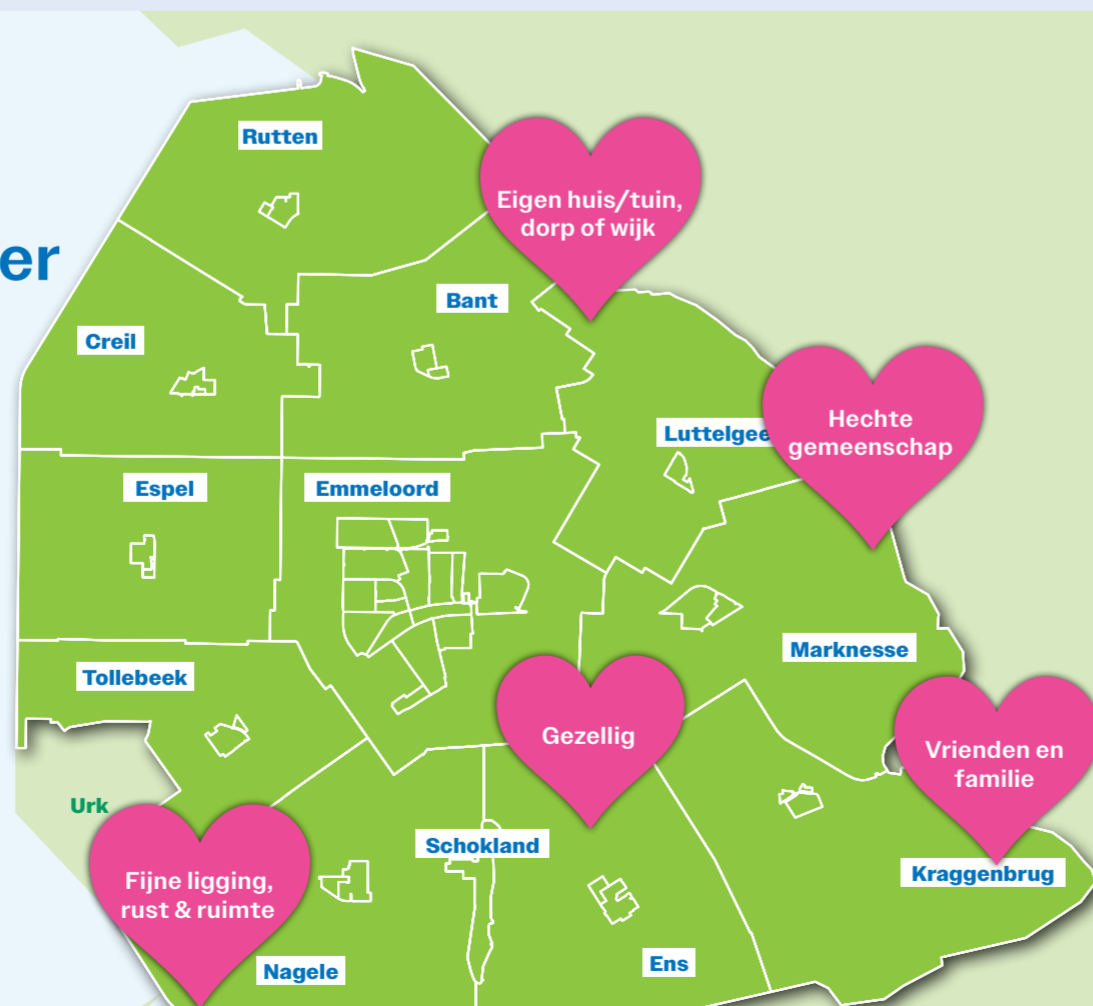 Rutten
Eigen huis/tuin,
dorp of wijk
er
Bant
Creil
Hechte
gemeenschap
Luttelgee
Espel
Emmeloord
Marknesse
Tollebeek
Gezellig
Vrienden en
familie
Urk
Schokland
Kraggenbrug
Fijne ligging,
rust & ruimte
Ens
Nagele